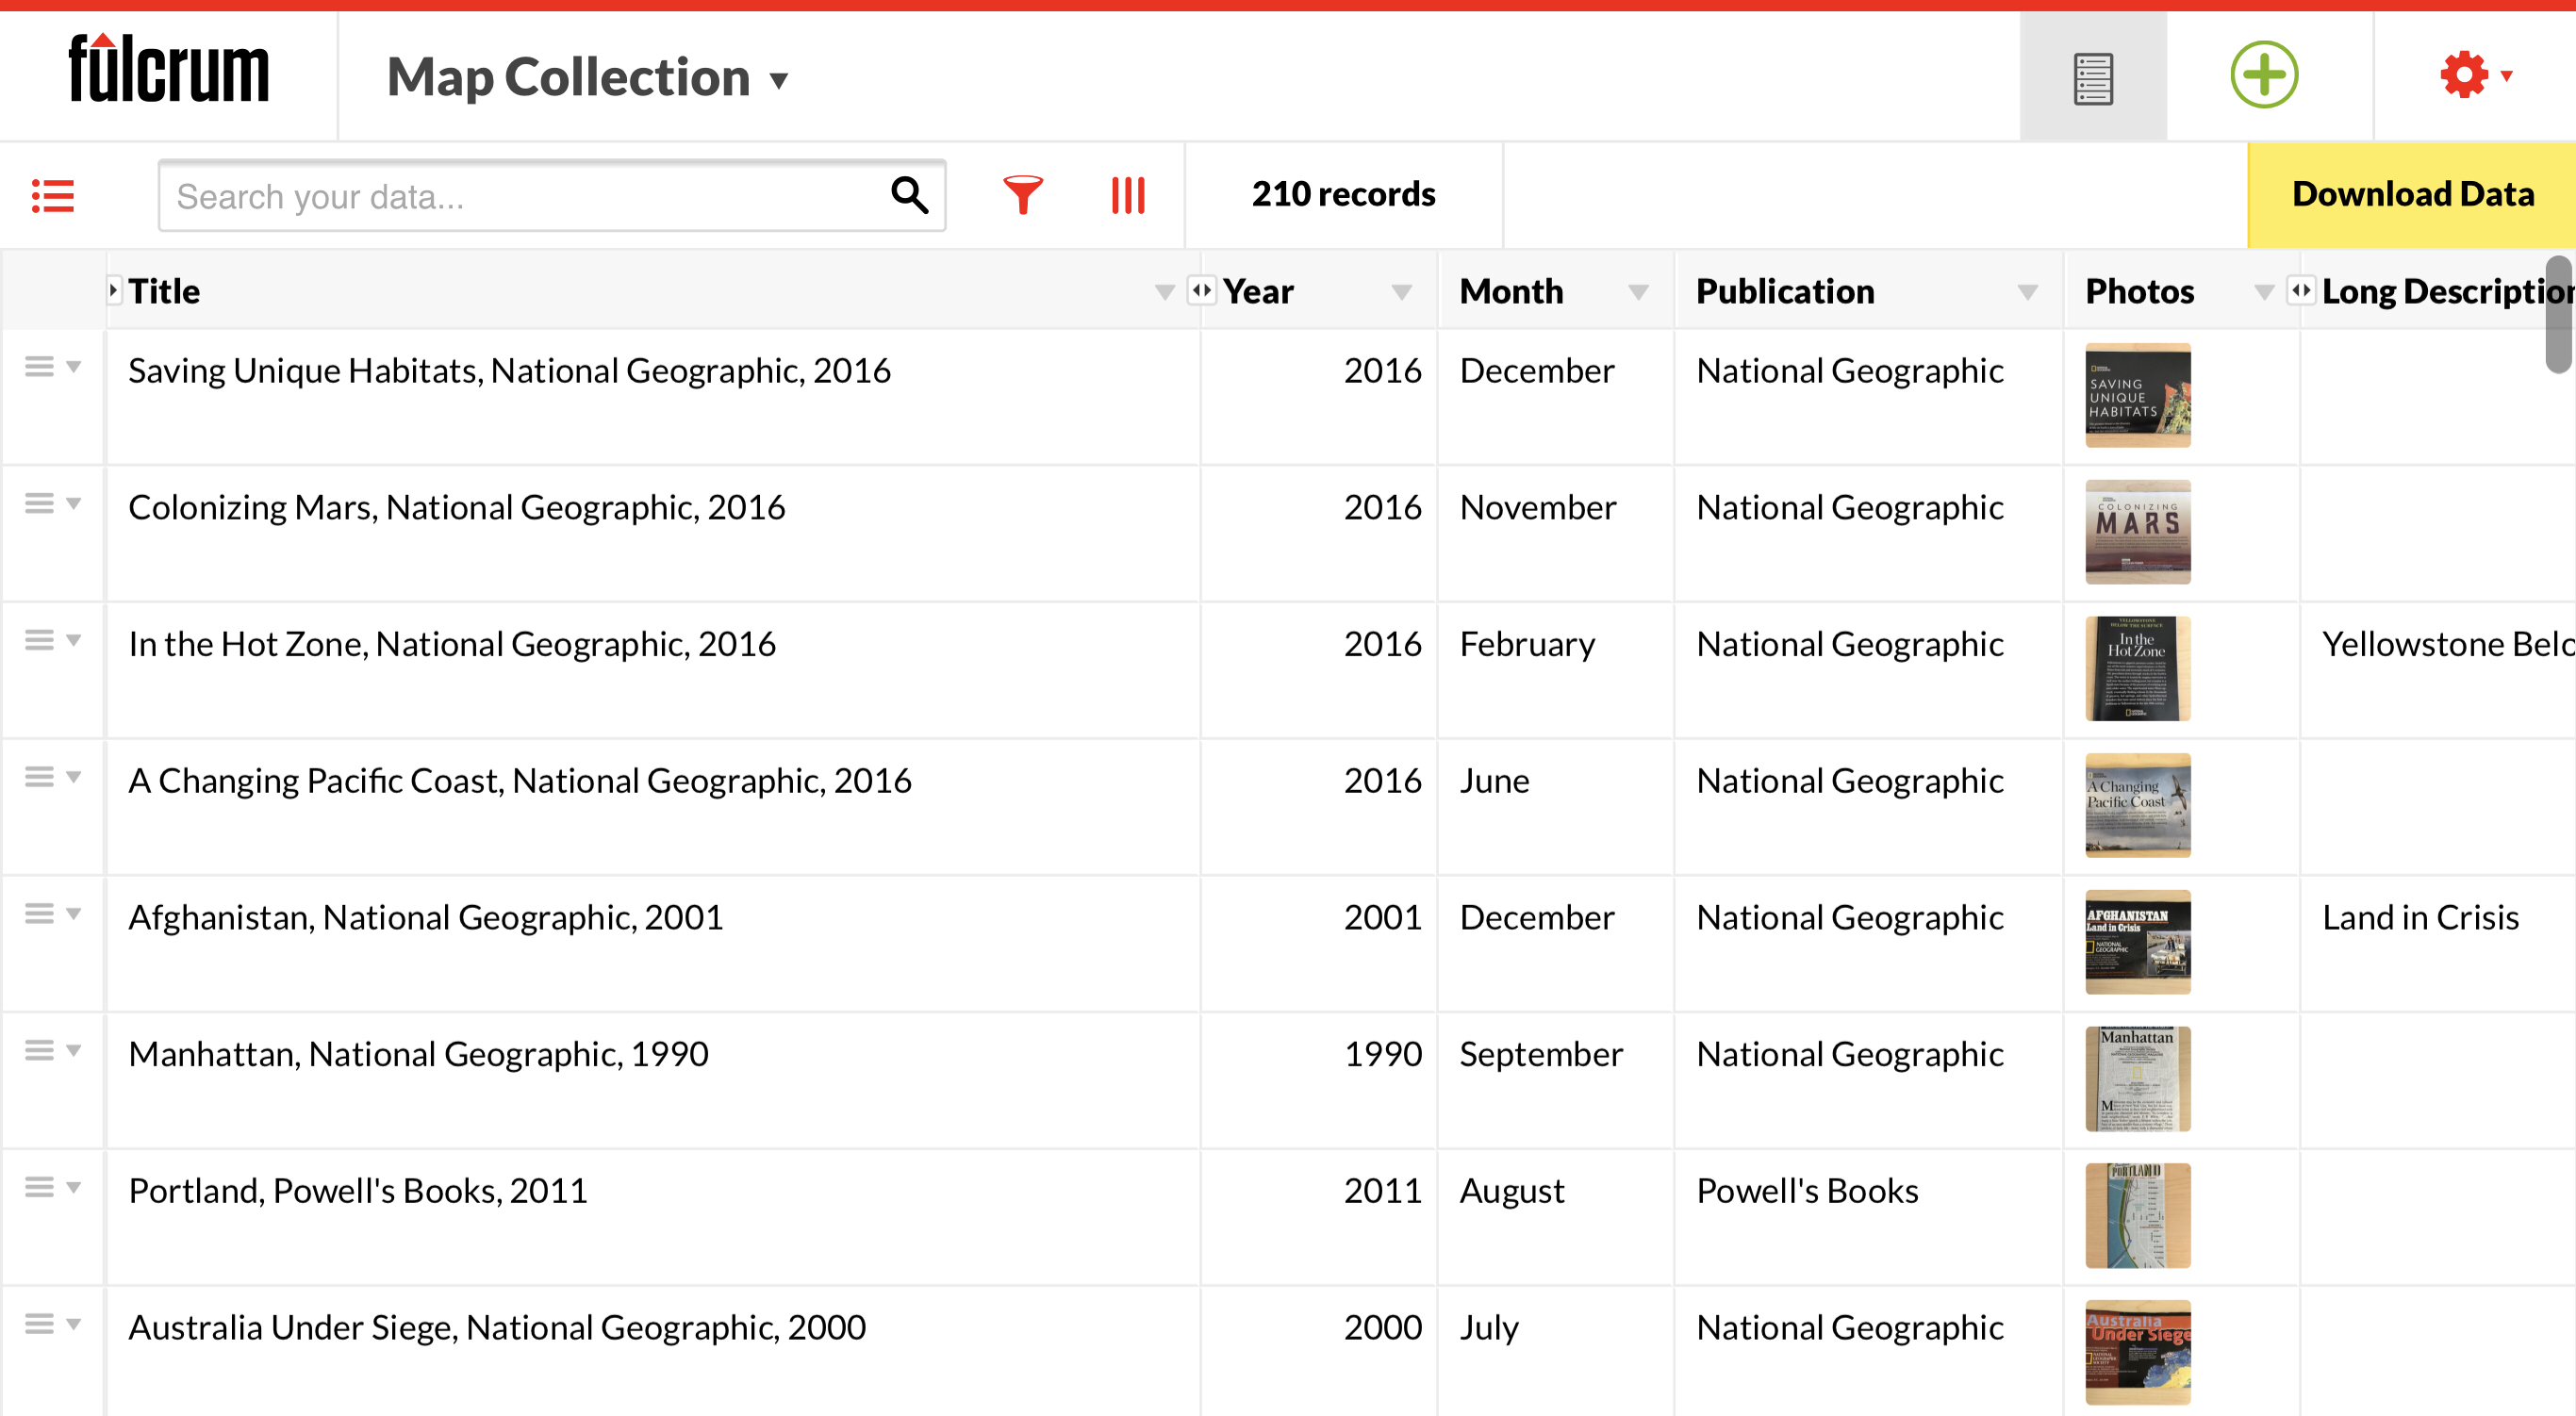 fulcrum
Map Collection
Search your data...
210 records
Download Data
Title Year Month Publication Photos Long Description
Saving Unique Habitats, National Geographic, 2016 2016 December National Geographic
SAVING
UNIQUE
HABITATS
Colonizing Mars, National Geographic, 2016 2016 November National Geographic
COLONIZING
MARS
In the Hot Zone, National Geographic, 2016 2016 February National Geographic Yellowstone Belo
In the
Hot Zone
A Changing Pacific Coast, National Geographic, 2016 2016 June National Geographic
A Changing
Pacific Coast
Afghanistan, National Geographic, 2001 2001 December National Geographic Land in Crisis
AFGHANISTAN
Land in Crisis
NATIONAL
GEOGRAPHIC
Manhattan, National Geographic, 1990 1990 September National Geographic
Manhattan
Portland, Powell's Books, 2011 2011 August Powell's Books
PORTLAND
Australia Under Siege, National Geographic, 2000 2000 July National Geographic
Australia
Under Siege